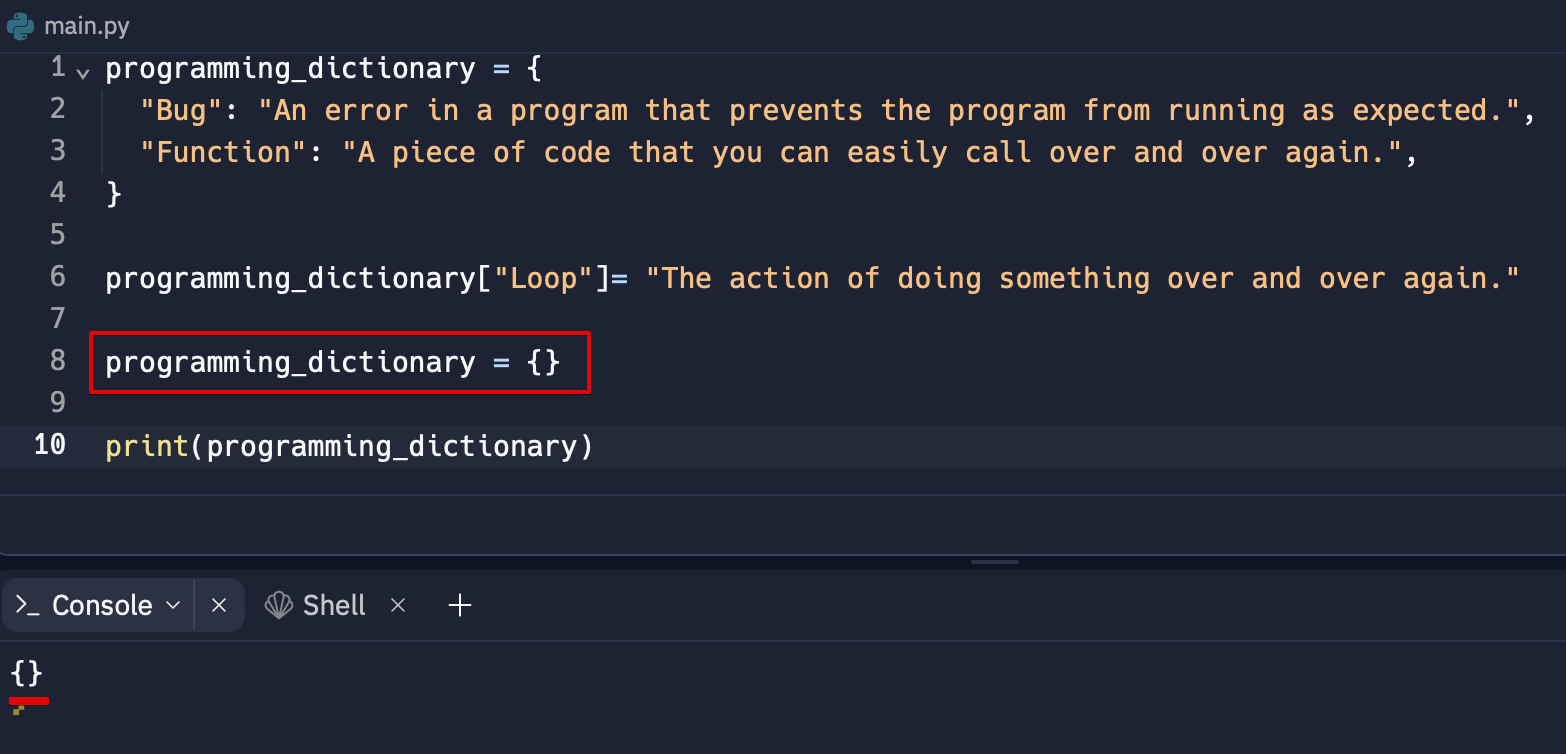 main.py
1 programming_dictionary = {
2   "Bug": "An error in a program that prevents the program from running as expected.",
3   "Function": "A piece of code that you can easily call over and over again.",
4 }
5
6 programming_dictionary["Loop"]= "The action of doing something over and over again."
7
8 programming_dictionary = {}
9
10 print(programming_dictionary)
>_ Console × Shell × +
{}